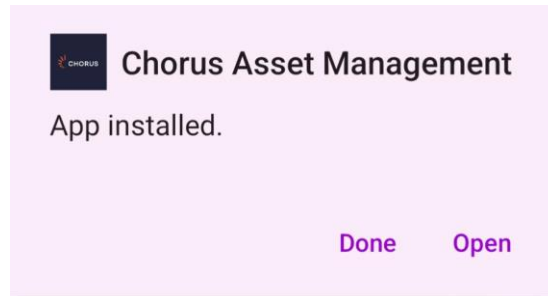 CHORUS
Chorus Asset Management
App installed.
Done Open